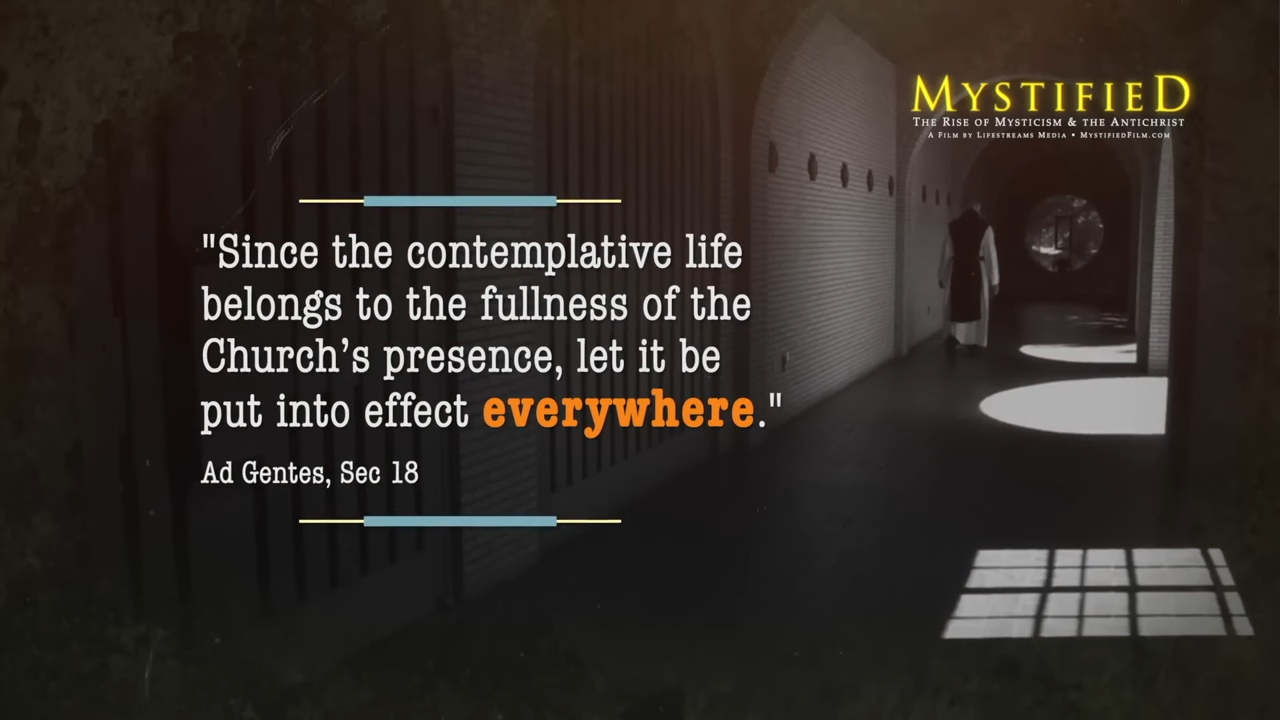 MYSTIFIED
THE RISE OF MYSTICISM & THE ANTICHRIST
A FILM BY LIFESTREAMS MEDIA • MYSTIFIEDFILM.COM
"Since the contemplative life
belongs to the fullness of the
Church’s presence, let it be
put into effect everywhere."
Ad Gentes, Sec 18